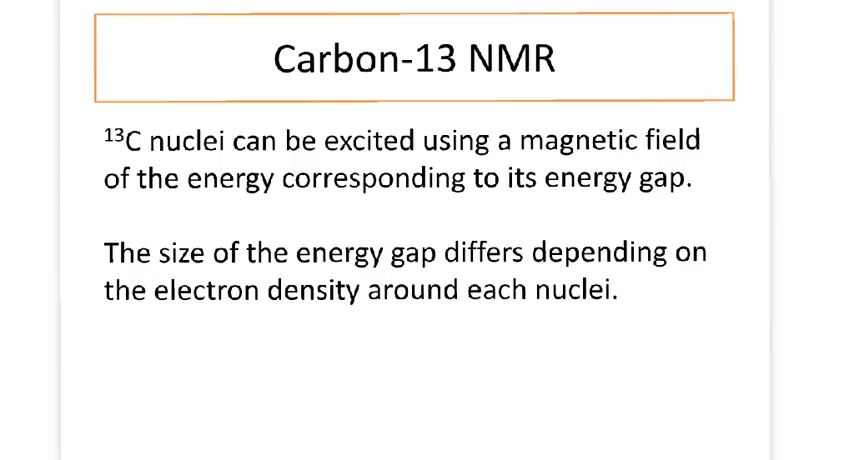 Carbon-13 NMR
¹³C nuclei can be excited using a magnetic field
of the energy corresponding to its energy gap.
The size of the energy gap differs depending on
the electron density around each nuclei.